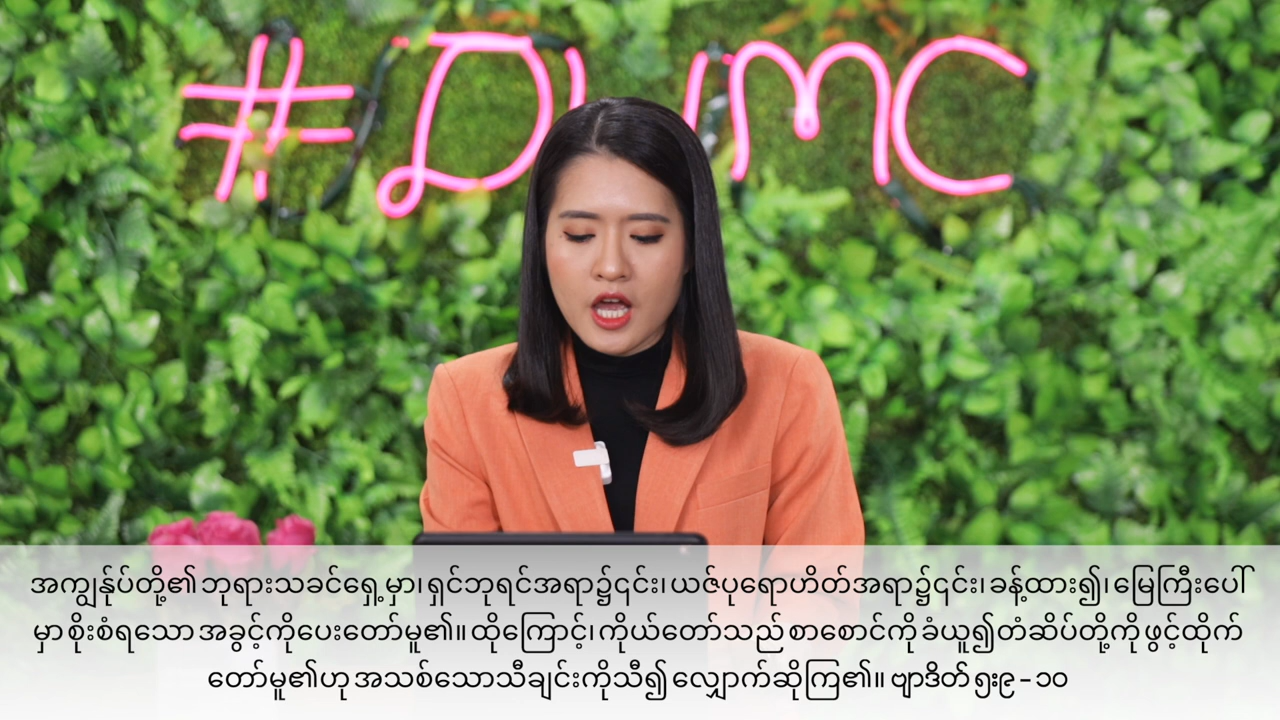 #DUMC
အကျွန်ုပ်တို့၏ ဘုရားသခင်ရှေ့မှာ၊ ရှင်ဘုရင်အရာ၌၎င်း၊ ယဇ်ပုရောဟိတ်အရာ၌၎င်း၊ ခန့်ထား၍၊ မြေကြီးပေါ်
မှာ စိုးစံရသော အခွင့်ကိုပေးတော်မူ၏။ ထိုကြောင့်၊ ကိုယ်တော်သည် စာစောင်ကို ခံယူ၍ တံဆိပ်တို့ကို ဖွင့်ထိုက်
တော်မူ၏ဟု အသစ်သောသီချင်းကိုသီ၍ လျှောက်ဆိုကြ၏။ ဗျာဒိတ် ၅း၉ – ၁၀